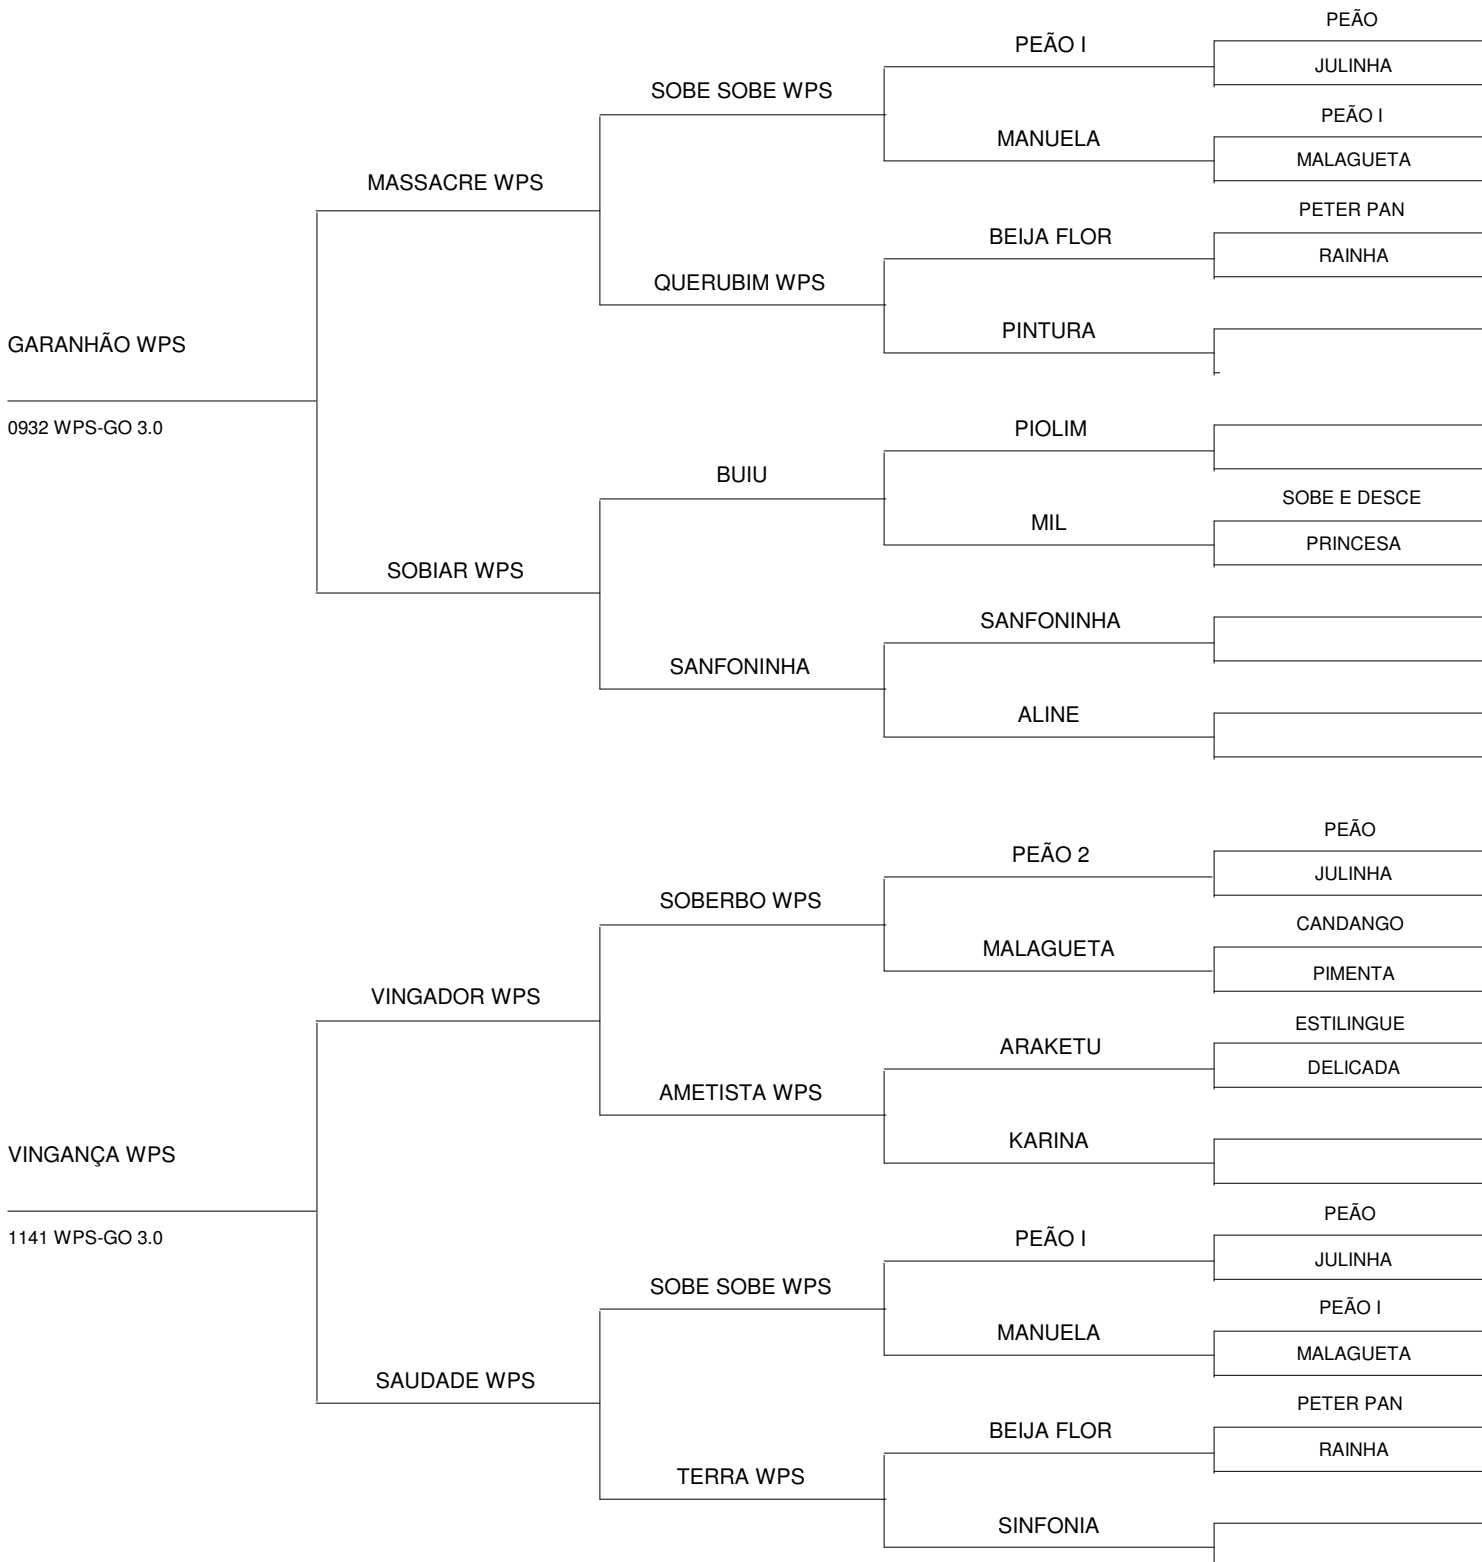 PEÃO
PEÃO I
JULINHA
SOBE SOBE WPS
PEÃO I
MANUELA
MALAGUETA
MASSACRE WPS
PETER PAN
BEIJA FLOR
RAINHA
QUERUBIM WPS
PINTURA
GARANHÃO WPS
0932 WPS-GO 3.0
PIOLIM
BUIU
SOBE E DESCE
MIL
PRINCESA
SOBIAR WPS
SANFONINHA
SANFONINHA
ALINE
PEÃO
PEÃO 2
JULINHA
SOBERBO WPS
CANDANGO
MALAGUETA
PIMENTA
VINGADOR WPS
ESTILINGUE
ARAKETU
DELICADA
AMETISTA WPS
KARINA
VINGANÇA WPS
PEÃO
1141 WPS-GO 3.0
PEÃO I
JULINHA
SOBE SOBE WPS
PEÃO I
MANUELA
MALAGUETA
SAUDADE WPS
PETER PAN
BEIJA FLOR
RAINHA
TERRA WPS
SINFONIA